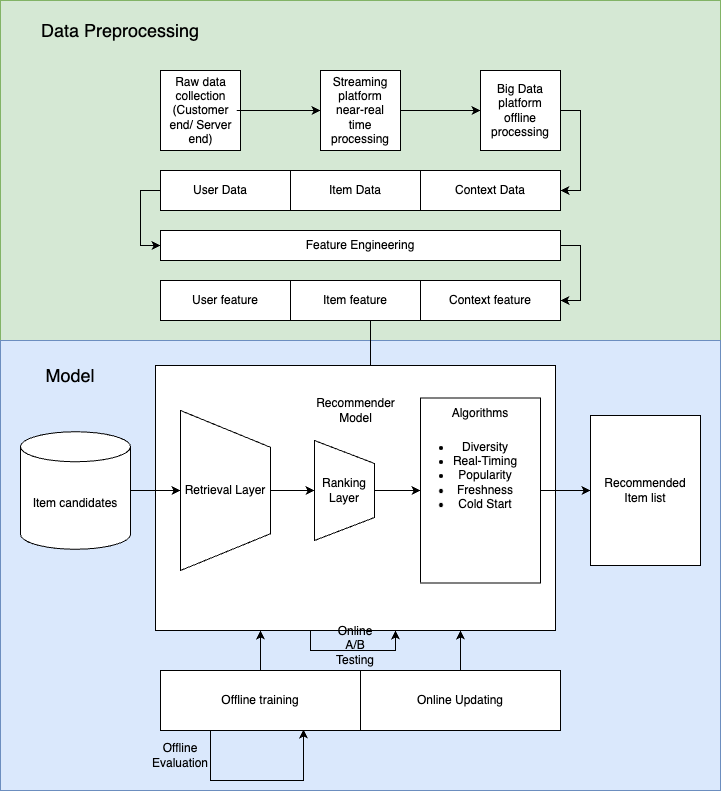 Data Preprocessing
Raw data
collection
(Customer
end/ Server
end)
Streaming
platform
near-real
time
processing
Big Data
platform
offline
processing
User Data
Item Data
Context Data
Feature Engineering
User feature
Item feature
Context feature
Model
Item candidates
Retrieval Layer
Recommender
Model
Ranking
Layer
Algorithms
• Diversity
• Real-Timing
• Popularity
• Freshness
• Cold Start
Recommended
Item list
Online
A/B
Testing
Offline training
Online Updating
Offline
Evaluation